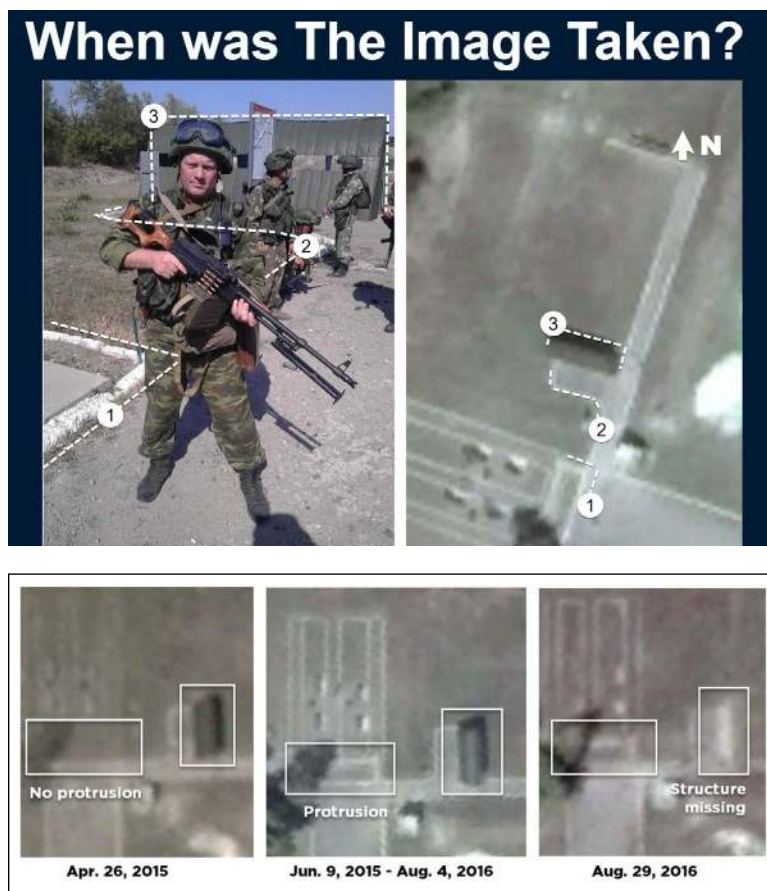 When was The Image Taken?
3
2
1
N
3
2
1
No protrusion
Protrusion
Structure
missing
Apr. 26, 2015
Jun. 9, 2015 - Aug. 4, 2016
Aug. 29, 2016